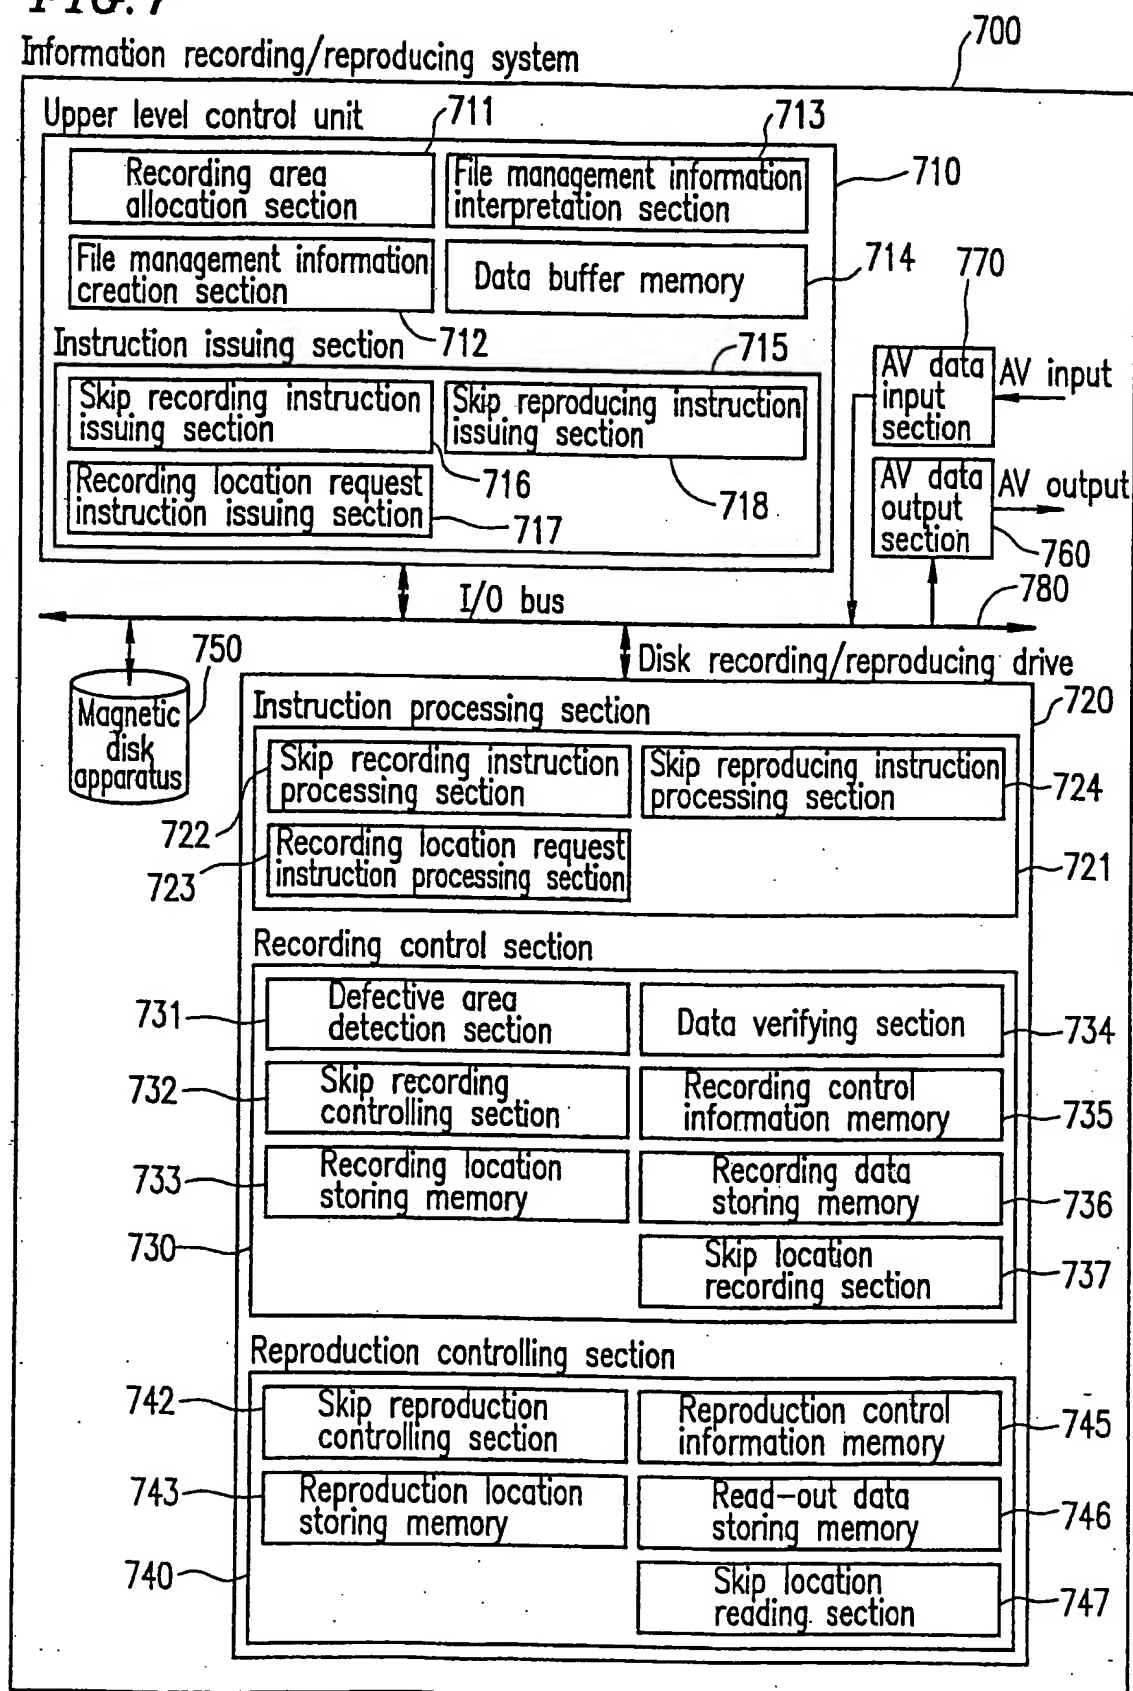 FIG. 7
700
Information recording/reproducing system
Upper level control unit
711
713
710
Recording area
allocation section
File management information
interpretation section
File management information
creation section
Data buffer memory
714
770
712
Instruction issuing section
715
AV data
input
section
AV input
Skip recording instruction
issuing section
Skip reproducing instruction
issuing section
716
718
Recording location request
instruction issuing section
717
AV data
output
section
AV output
760
I/O bus
780
750
Magnetic
disk
apparatus
Disk recording/reproducing drive
720
Instruction processing section
Skip recording instruction
processing section
Skip reproducing instruction
processing section
722
724
Recording location request
instruction processing section
723
721
Recording control section
731
Defective area
detection section
Data verifying section
734
732
Skip recording
controlling section
Recording control
information memory
735
733
Recording location
storing memory
Recording data
storing memory
736
730
Skip location
recording section
737
Reproduction controlling section
742
Skip reproduction
controlling section
Reproduction control
information memory
745
743
Reproduction location
storing memory
Read-out data
storing memory
746
740
Skip location
reading section
747